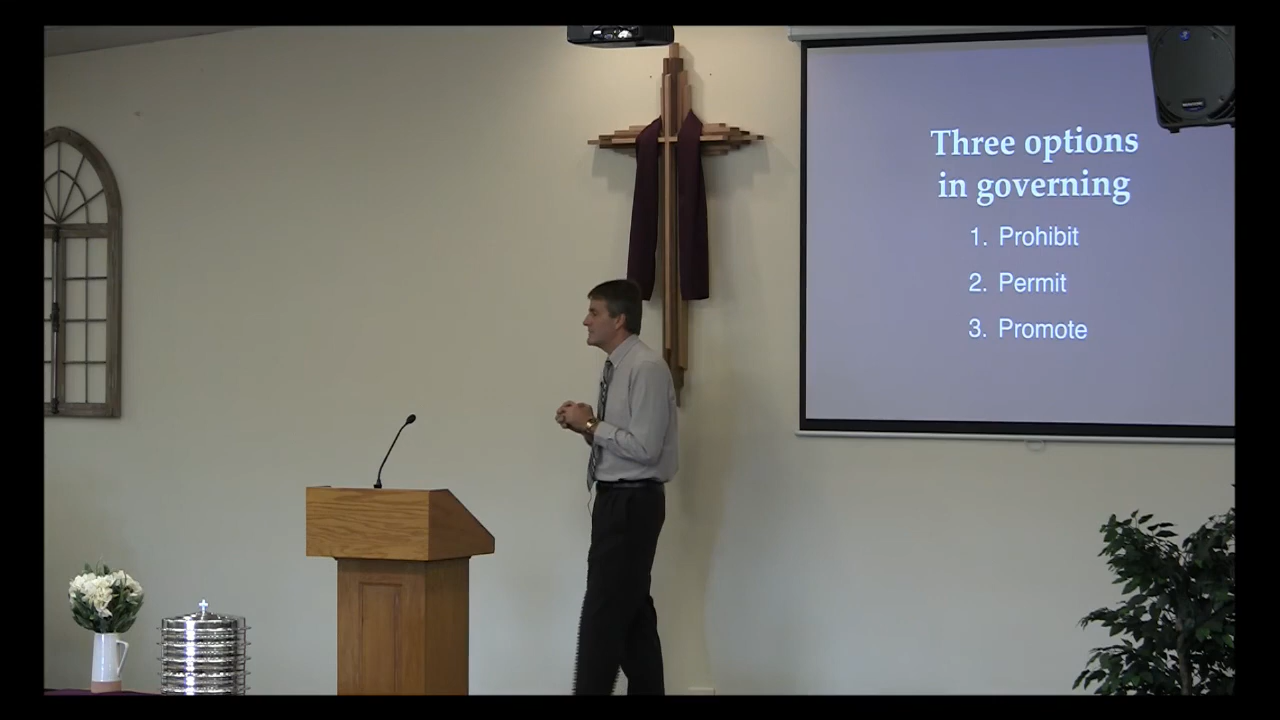 Three options
in governing
1. Prohibit
2. Permit
3. Promote